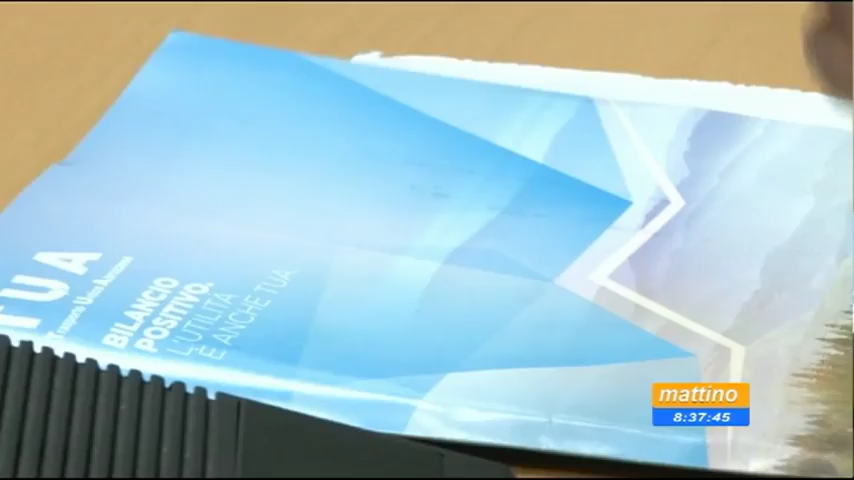 TUA
Trasporto Unico Abruzzese
BILANCIO
POSITIVO.
L'UTILITÀ
È ANCHE TUA.
mattino
8:37:45